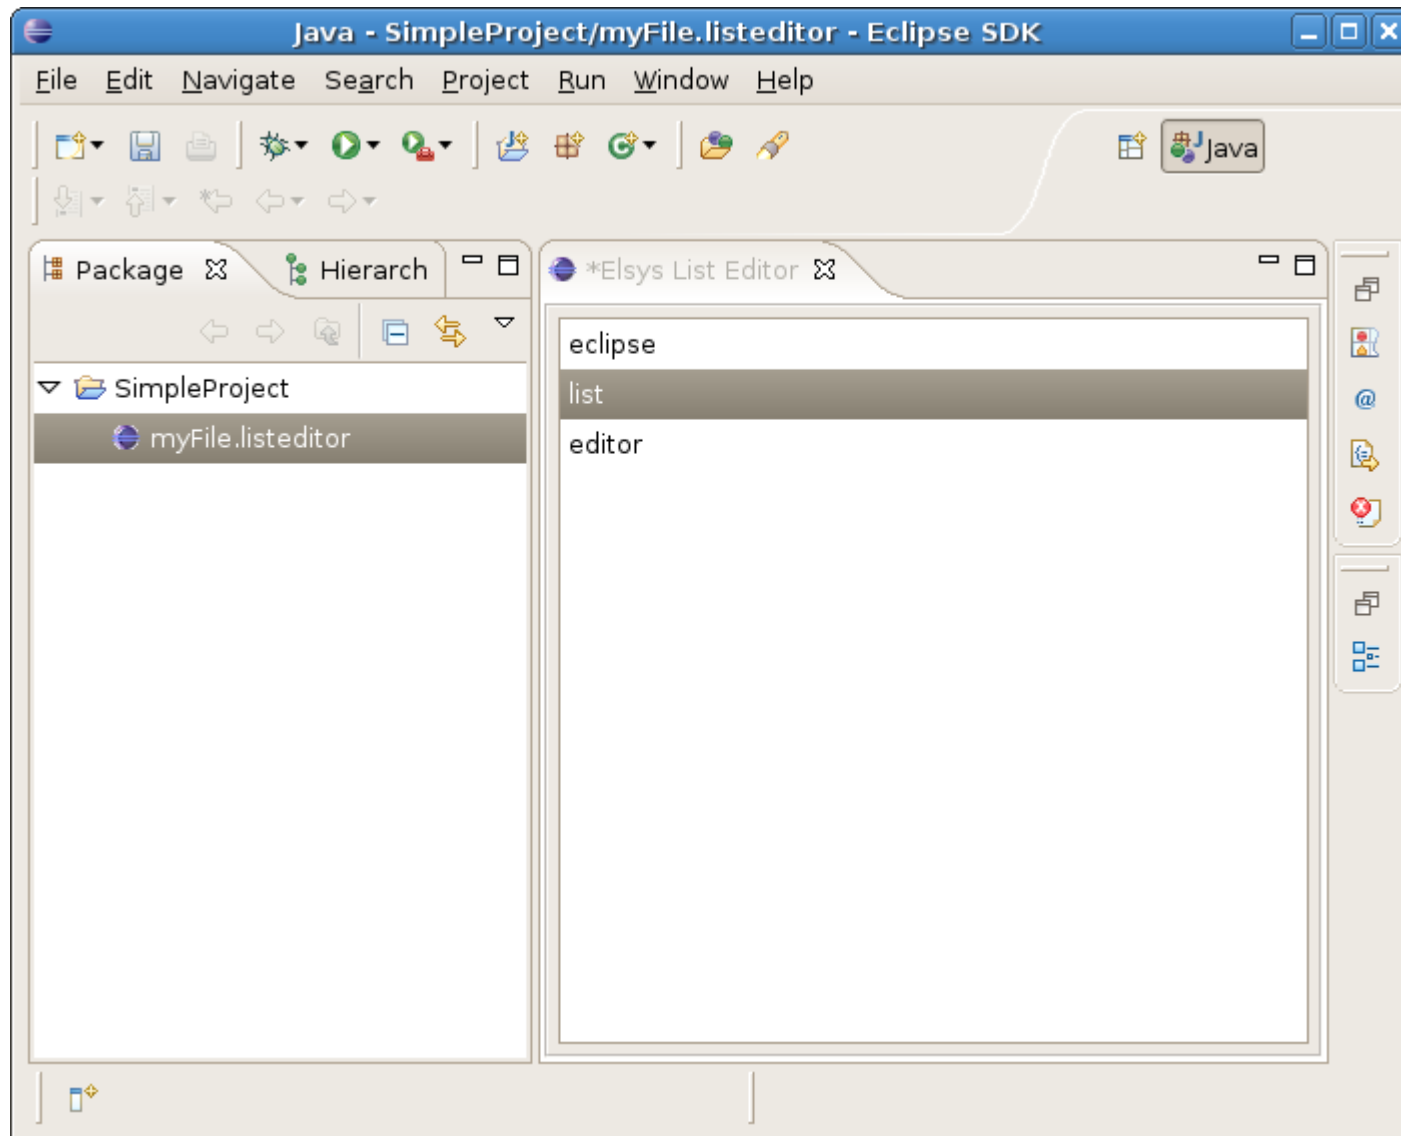 Java - SimpleProject/myFile.listeditor - Eclipse SDK
File Edit Navigate Search Project Run Window Help
Java
Package Hierarch
*Elsys List Editor
SimpleProject
myFile.listeditor
eclipse
list
editor